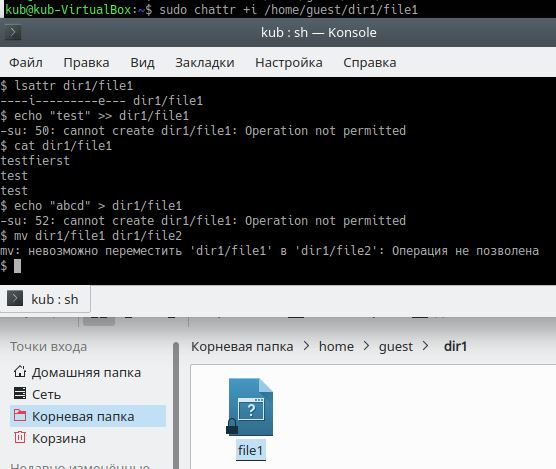 kub@kub-VirtualBox:~$ sudo chattr +i /home/guest/dir1/file1
kub : sh — Konsole
Файл Правка Вид Закладки Настройка Справка
$ lsattr dir1/file1
----i---------e--- dir1/file1
$ echo "test" >> dir1/file1
-su: 50: cannot create dir1/file1: Operation not permitted
$ cat dir1/file1
testfierst
test
test
$ echo "abcd" > dir1/file1
-su: 52: cannot create dir1/file1: Operation not permitted
$ mv dir1/file1 dir1/file2
mv: невозможно переместить 'dir1/file1' в 'dir1/file2': Операция не позволена
$
kub : sh
Точки входа
Корневая папка > home > guest > dir1
Домашняя папка
Сеть
Корневая папка
Корзина
Недавно изменённые
file1